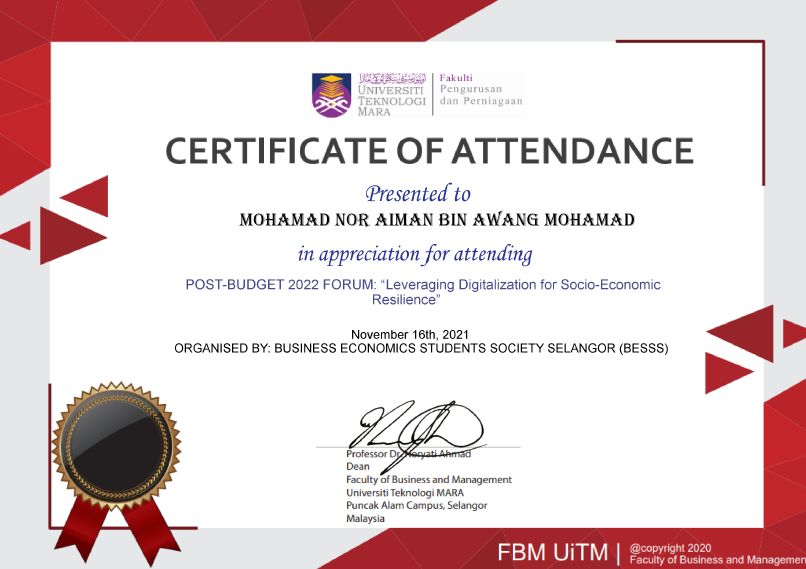 UNIVERSITI
TEKNOLOGI
MARA
Fakulti
Pengurusan
dan Perniagaan
CERTIFICATE OF ATTENDANCE
Presented to
MOHAMAD NOR AIMAN BIN AWANG MOHAMAD
in appreciation for attending
POST-BUDGET 2022 FORUM: “Leveraging Digitalization for Socio-Economic
Resilience”
November 16th, 2021
ORGANISED BY: BUSINESS ECONOMICS STUDENTS SOCIETY SELANGOR (BESSS)
Professor Dr. Noryati Ahmad
Dean
Faculty of Business and Management
Universiti Teknologi MARA
Puncak Alam Campus, Selangor
Malaysia
FBM UiTM |
@copyright 2020
Faculty of Business and Managemen